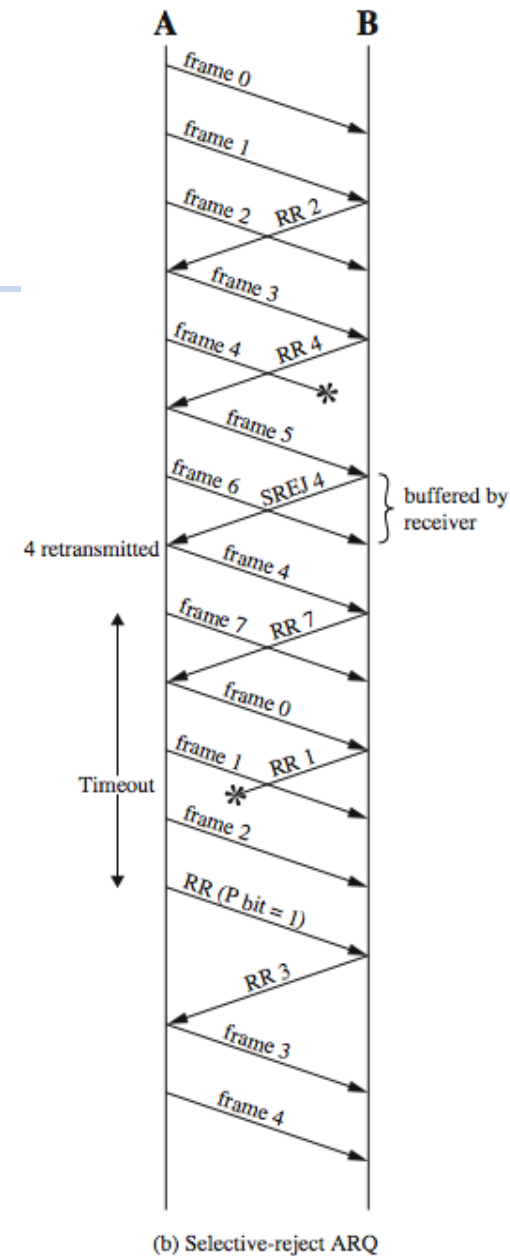 A
B
frame 0
frame 1
frame 2
RR 2
frame 3
frame 4
RR 4
frame 5
frame 6
SREJ 4
buffered by
receiver
4 retransmitted
frame 4
frame 7
RR 7
frame 0
frame 1
RR 1
Timeout
frame 2
RR (P bit = 1)
RR 3
frame 3
frame 4
(b) Selective-reject ARQ